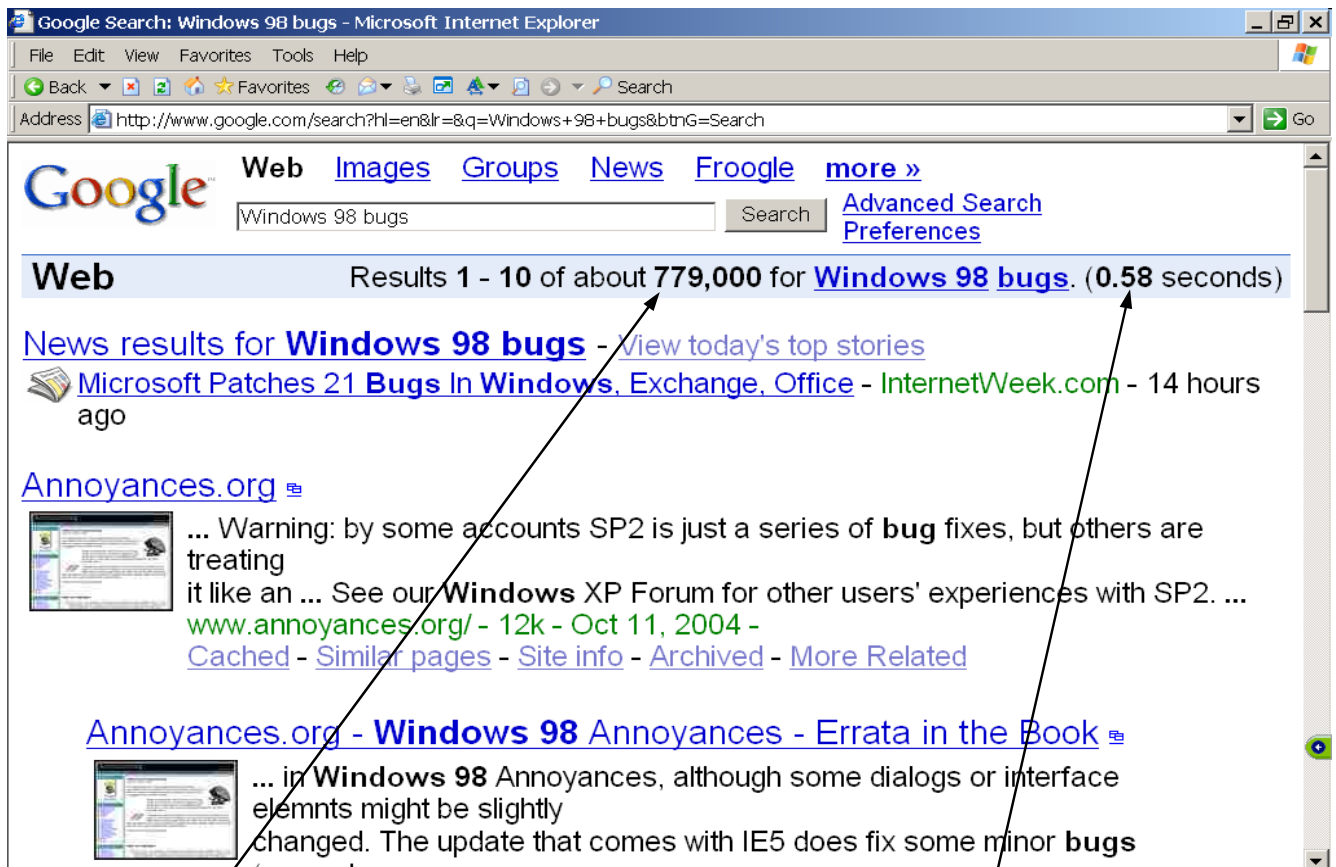 Google Search: Windows 98 bugs - Microsoft Internet Explorer
File Edit View Favorites Tools Help
Back Favorites Search
Address http://www.google.com/search?hl=en&lr=&q=Windows+98+bugs&btnG=Search Go
Google Web Images Groups News Froogle more »
Windows 98 bugs Search Advanced Search
Preferences
Web Results 1 - 10 of about 779,000 for Windows 98 bugs. (0.58 seconds)
News results for Windows 98 bugs - View today's top stories
Microsoft Patches 21 Bugs In Windows, Exchange, Office - InternetWeek.com - 14 hours
ago
Annoyances.org
... Warning: by some accounts SP2 is just a series of bug fixes, but others are
treating
it like an ... See our Windows XP Forum for other users' experiences with SP2. ...
www.annoyances.org/ - 12k - Oct 11, 2004 -
Cached - Similar pages - Site info - Archived - More Related
Annoyances.org - Windows 98 Annoyances - Errata in the Book
... in Windows 98 Annoyances, although some dialogs or interface
elemnts might be slightly
changed. The update that comes with IE5 does fix some minor bugs